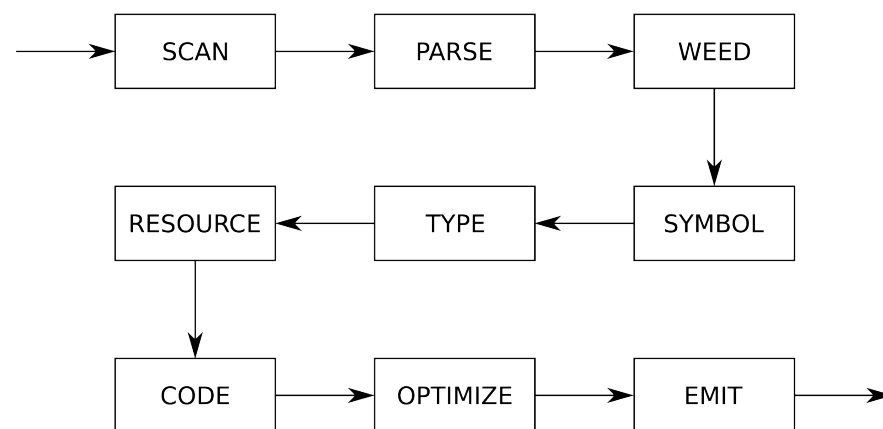 SCAN PARSE WEED
RESOURCE TYPE SYMBOL
CODE OPTIMIZE EMIT